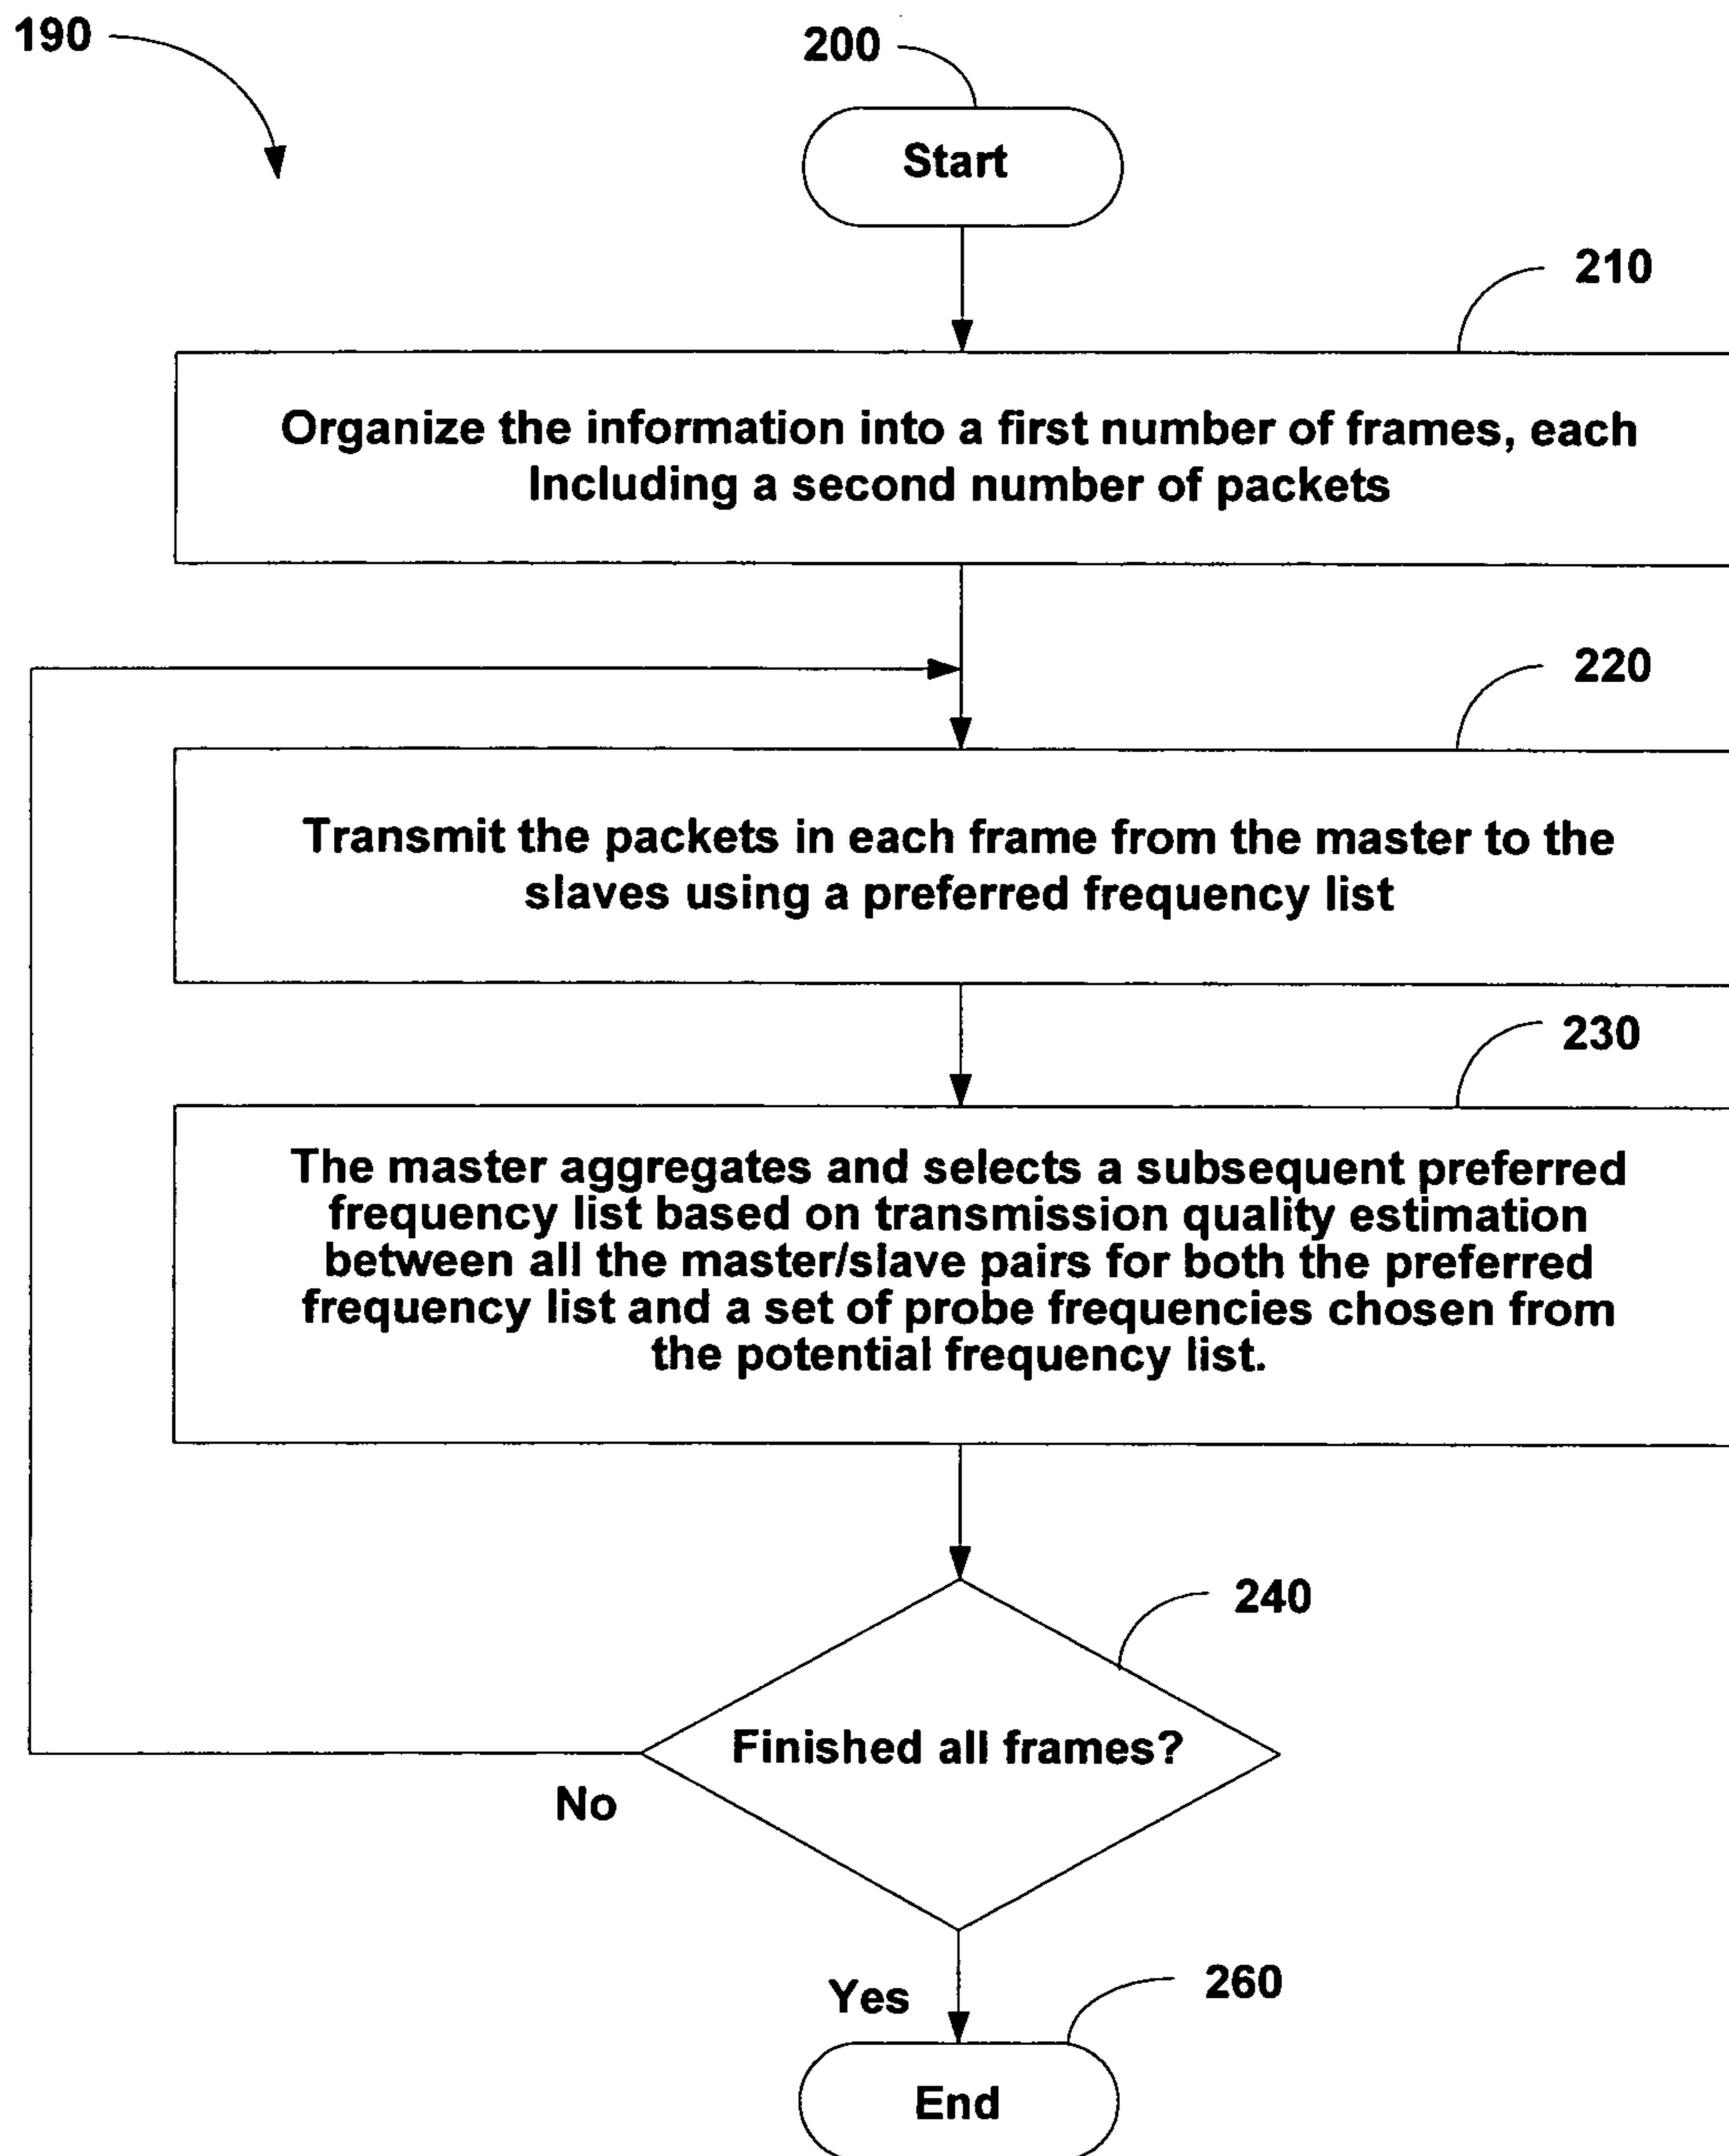 190
200
Start
210
Organize the information into a first number of frames, each
Including a second number of packets
220
Transmit the packets in each frame from the master to the
slaves using a preferred frequency list
230
The master aggregates and selects a subsequent preferred
frequency list based on transmission quality estimation
between all the master/slave pairs for both the preferred
frequency list and a set of probe frequencies chosen from
the potential frequency list.
240
Finished all frames?
No
Yes
260
End